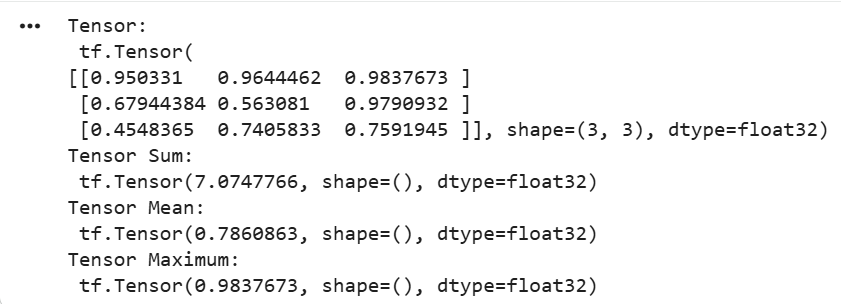 ••• Tensor:
 tf.Tensor(
[[0.950331   0.9644462  0.9837673 ]
 [0.67944384 0.563081   0.9790932 ]
 [0.4548365  0.7405833  0.7591945 ]], shape=(3, 3), dtype=float32)
Tensor Sum:
 tf.Tensor(7.0747766, shape=(), dtype=float32)
Tensor Mean:
 tf.Tensor(0.7860863, shape=(), dtype=float32)
Tensor Maximum:
 tf.Tensor(0.9837673, shape=(), dtype=float32)